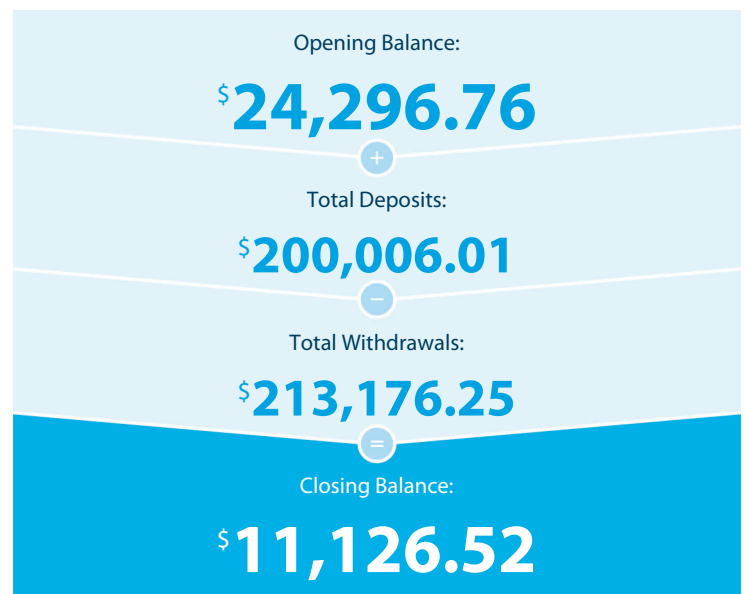 Opening Balance:
$24,296.76
+
Total Deposits:
$200,006.01
−
Total Withdrawals:
$213,176.25
=
Closing Balance:
$11,126.52